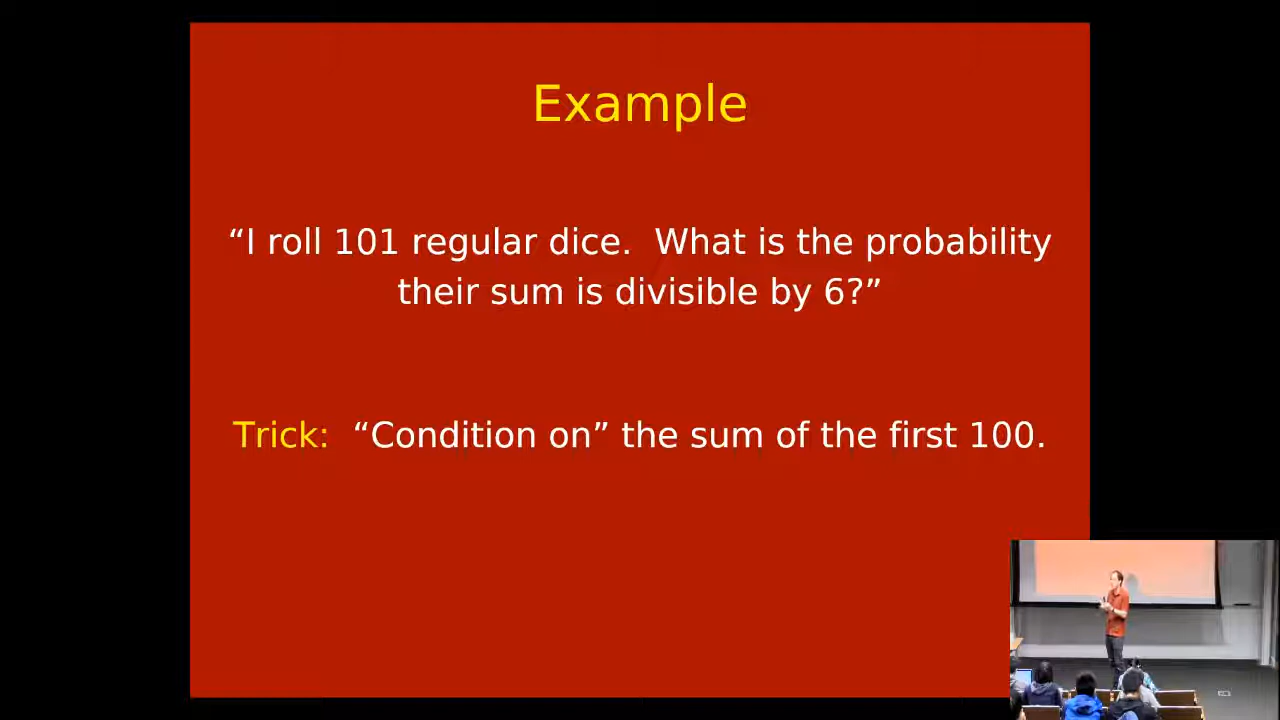 Example
“I roll 101 regular dice.  What is the probability
their sum is divisible by 6?”
Trick:  “Condition on” the sum of the first 100.